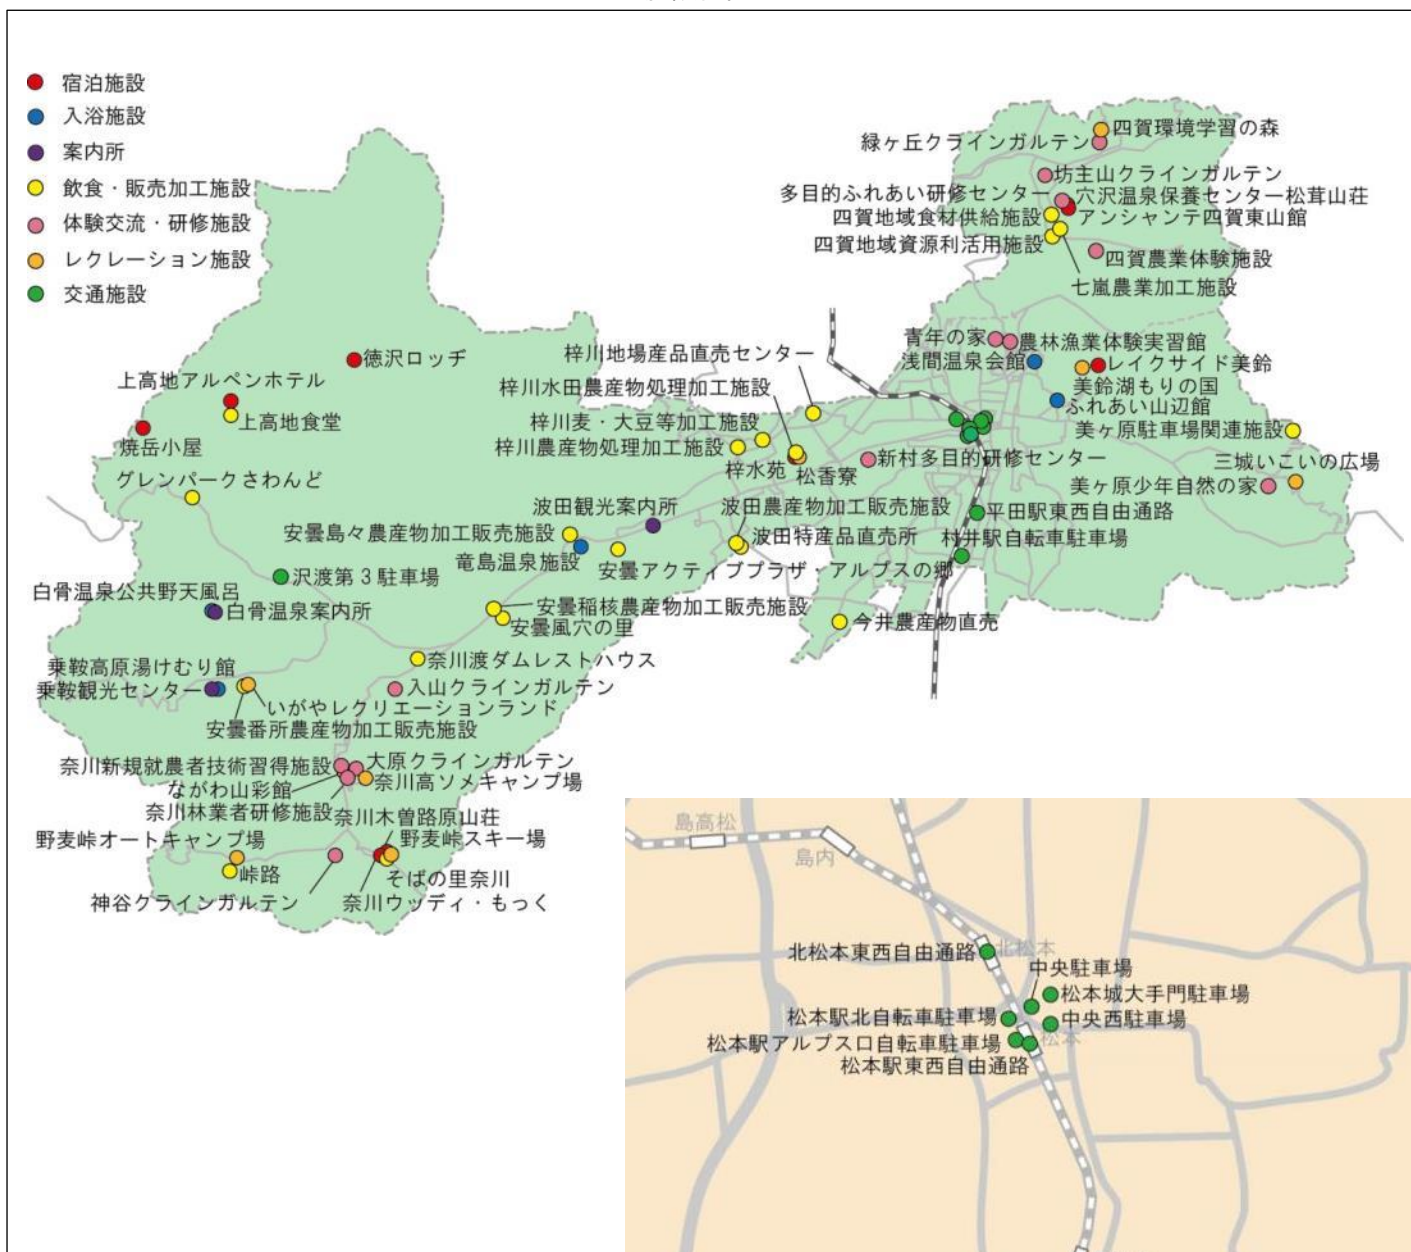 宿泊施設
入浴施設
案内所
飲食・販売加工施設
体験交流・研修施設
レクレーション施設
交通施設
四賀環境学習の森
緑ヶ丘クラインガルテン
坊主山クラインガルテン
多目的ふれあい研修センター
穴沢温泉保養センター松茸山荘
四賀地域食材供給施設
アンシャンテ四賀東山館
四賀地域資源利活用施設
四賀農業体験施設
七嵐農業加工施設
青年の家
農林漁業体験実習館
浅間温泉会館
レイクサイド美鈴
美鈴湖もりの国
ふれあい山辺館
美ヶ原駐車場関連施設
三城いこいの広場
美ヶ原少年自然の家
徳沢ロッヂ
上高地アルペンホテル
上高地食堂
焼岳小屋
グレンパークさわんど
梓川地場産品直売センター
梓川水田農産物処理加工施設
梓川麦・大豆等加工施設
梓川農産物処理加工施設
梓水苑
松香寮
新村多目的研修センター
波田観光案内所
波田農産物加工販売施設
平田駅東西自由通路
安曇島々農産物加工販売施設
波田特産品直売所
村井駅自転車駐車場
竜島温泉施設
安曇アクティブプラザ・アルプスの郷
沢渡第3駐車場
白骨温泉公共野天風呂
白骨温泉案内所
安曇稲核農産物加工販売施設
安曇風穴の里
今井農産物直売
奈川渡ダムレストハウス
乗鞍高原湯けむり館
乗鞍観光センター
入山クラインガルテン
いがやレクリエーションランド
安曇番所農産物加工販売施設
奈川新規就農者技術習得施設
大原クラインガルテン
ながわ山彩館
奈川高ソメキャンプ場
奈川林業者研修施設
奈川木曽路原山荘
野麦峠オートキャンプ場
野麦峠スキー場
峠路
そばの里奈川
神谷クラインガルテン
奈川ウッディ・もっく
島高松
島内
北松本東西自由通路
北松本
中央駐車場
松本城大手門駐車場
松本駅北自転車駐車場
中央西駐車場
松本駅アルプス口自転車駐車場
松本
松本駅東西自由通路